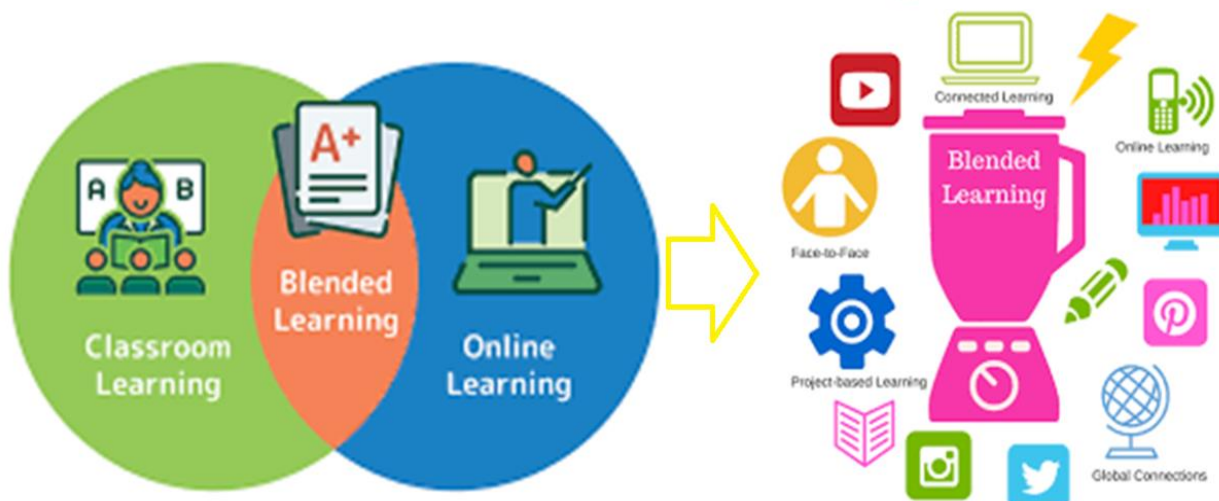 A B
A+
Blended
Learning
Classroom
Learning
Online
Learning
Connected Learning
Blended
Learning
Online Learning
Face-to-Face
Project-based Learning
Global Connections